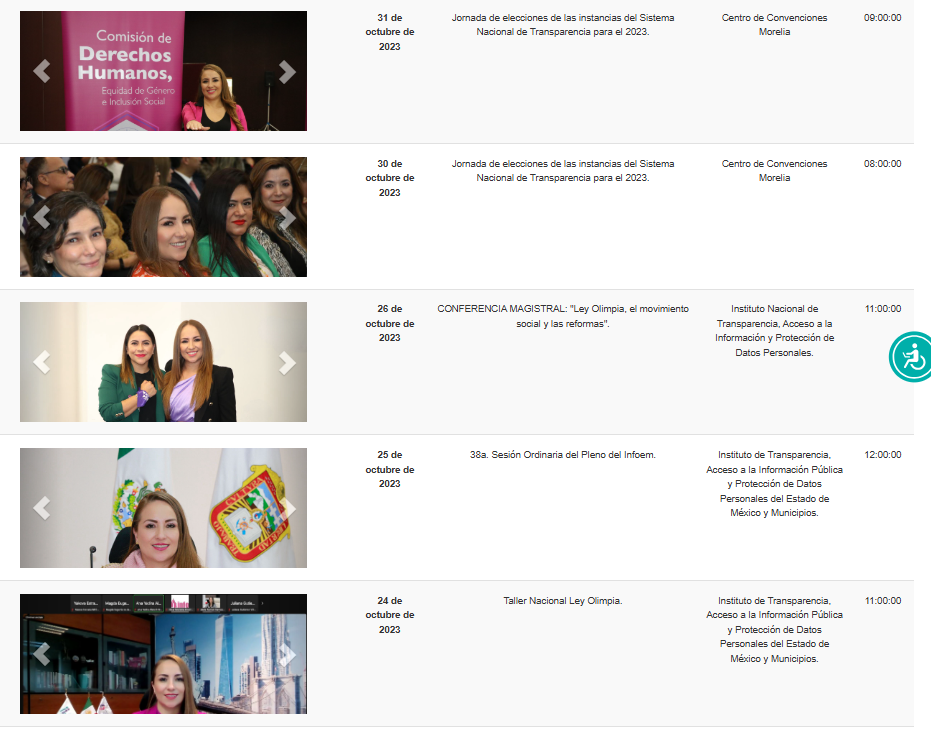 Comisión de
Derechos
Humanos,
Equidad de Género
e Inclusión Social
31 de
octubre de
2023
Jornada de elecciones de las instancias del Sistema
Nacional de Transparencia para el 2023.
Centro de Convenciones
Morelia
09:00:00
30 de
octubre de
2023
Jornada de elecciones de las instancias del Sistema
Nacional de Transparencia para el 2023.
Centro de Convenciones
Morelia
08:00:00
26 de
octubre de
2023
CONFERENCIA MAGISTRAL: "Ley Olimpia, el movimiento
social y las reformas".
Instituto Nacional de
Transparencia, Acceso a la
Información y Protección de
Datos Personales.
11:00:00
CULTURA
TRABAJO
LIBERTAD
25 de
octubre de
2023
38a. Sesión Ordinaria del Pleno del Infoem.
Instituto de Transparencia,
Acceso a la Información Pública
y Protección de Datos
Personales del Estado de
México y Municipios.
12:00:00
24 de
octubre de
2023
Taller Nacional Ley Olimpia.
Instituto de Transparencia,
Acceso a la Información Pública
y Protección de Datos
Personales del Estado de
México y Municipios.
11:00:00